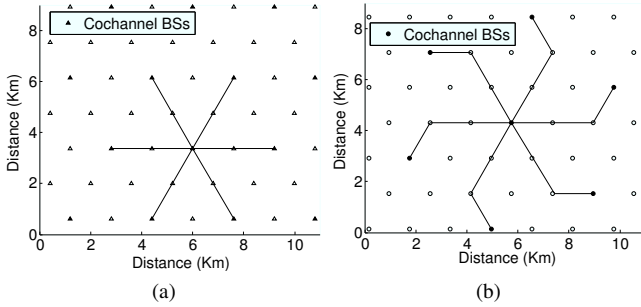 Cochannel BSs
8
6
4
2
0
0 2 4 6 8 10
Distance (Km)
Distance (Km)
(a)
Cochannel BSs
8
6
4
2
0
0 2 4 6 8 10
Distance (Km)
Distance (Km)
(b)